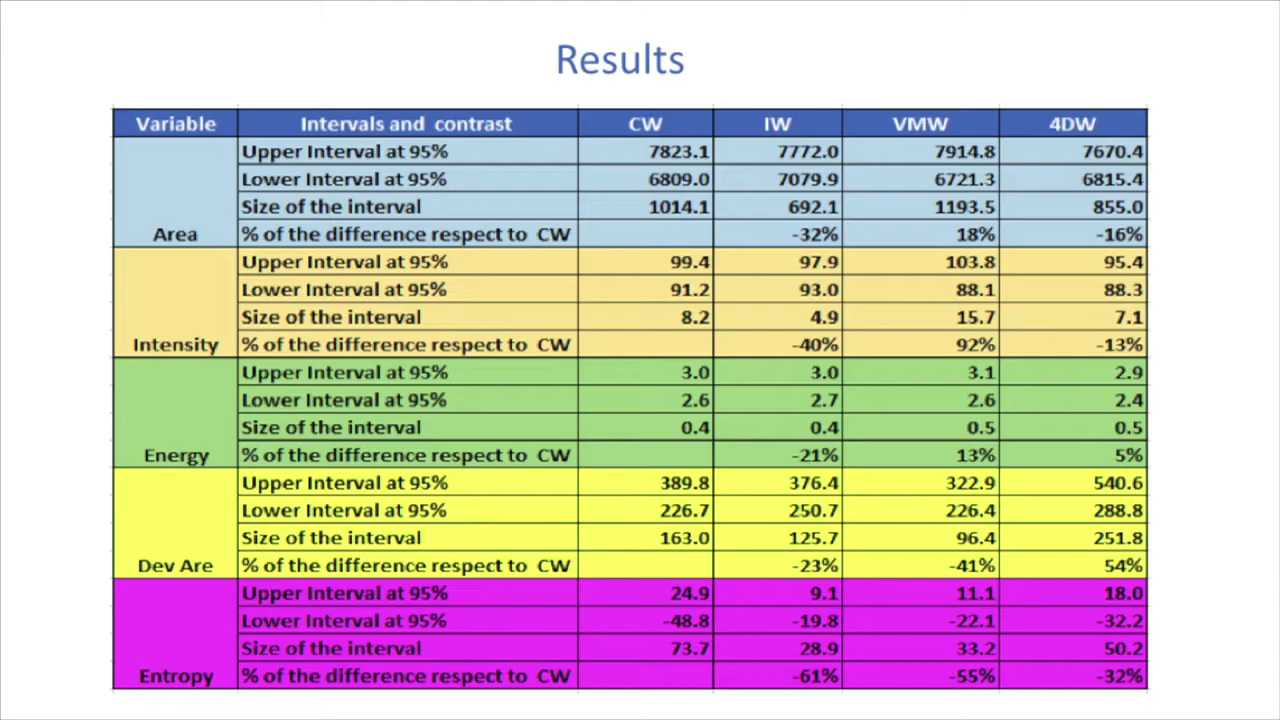 Results
Variable Intervals and contrast CW IW VMW 4DW
Upper Interval at 95% 7823.1 7772.0 7914.8 7670.4
Lower Interval at 95% 6809.0 7079.9 6721.3 6815.4
Size of the interval 1014.1 692.1 1193.5 855.0
Area % of the difference respect to CW -32% 18% -16%
Upper Interval at 95% 99.4 97.9 103.8 95.4
Lower Interval at 95% 91.2 93.0 88.1 88.3
Size of the interval 8.2 4.9 15.7 7.1
Intensity % of the difference respect to CW -40% 92% -13%
Upper Interval at 95% 3.0 3.0 3.1 2.9
Lower Interval at 95% 2.6 2.7 2.6 2.4
Size of the interval 0.4 0.4 0.5 0.5
Energy % of the difference respect to CW -21% 13% 5%
Upper Interval at 95% 389.8 376.4 322.9 540.6
Lower Interval at 95% 226.7 250.7 226.4 288.8
Size of the interval 163.0 125.7 96.4 251.8
Dev Are % of the difference respect to CW -23% -41% 54%
Upper Interval at 95% 24.9 9.1 11.1 18.0
Lower Interval at 95% -48.8 -19.8 -22.1 -32.2
Size of the interval 73.7 28.9 33.2 50.2
Entropy % of the difference respect to CW -61% -55% -32%